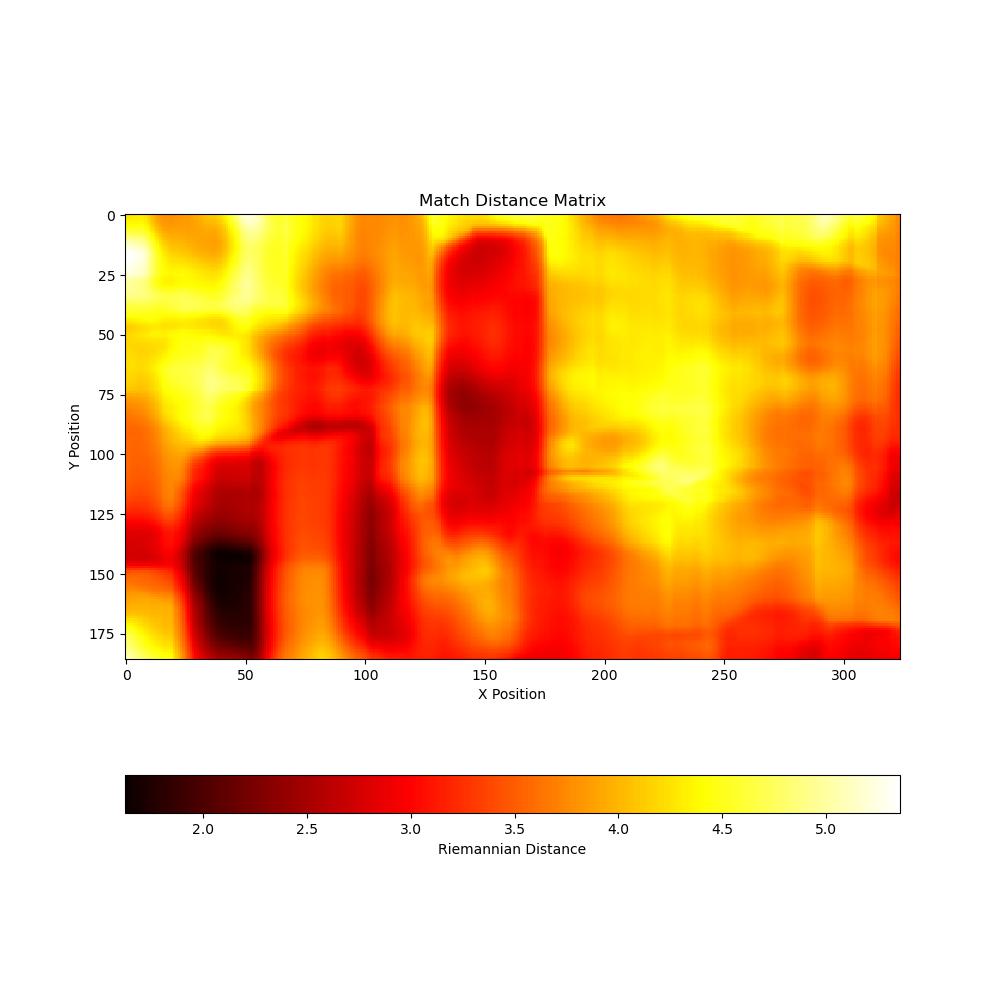 Match Distance Matrix
0
25
50
75
100
125
150
175
Y Position
0 50 100 150 200 250 300
X Position
2.0 2.5 3.0 3.5 4.0 4.5 5.0
Riemannian Distance